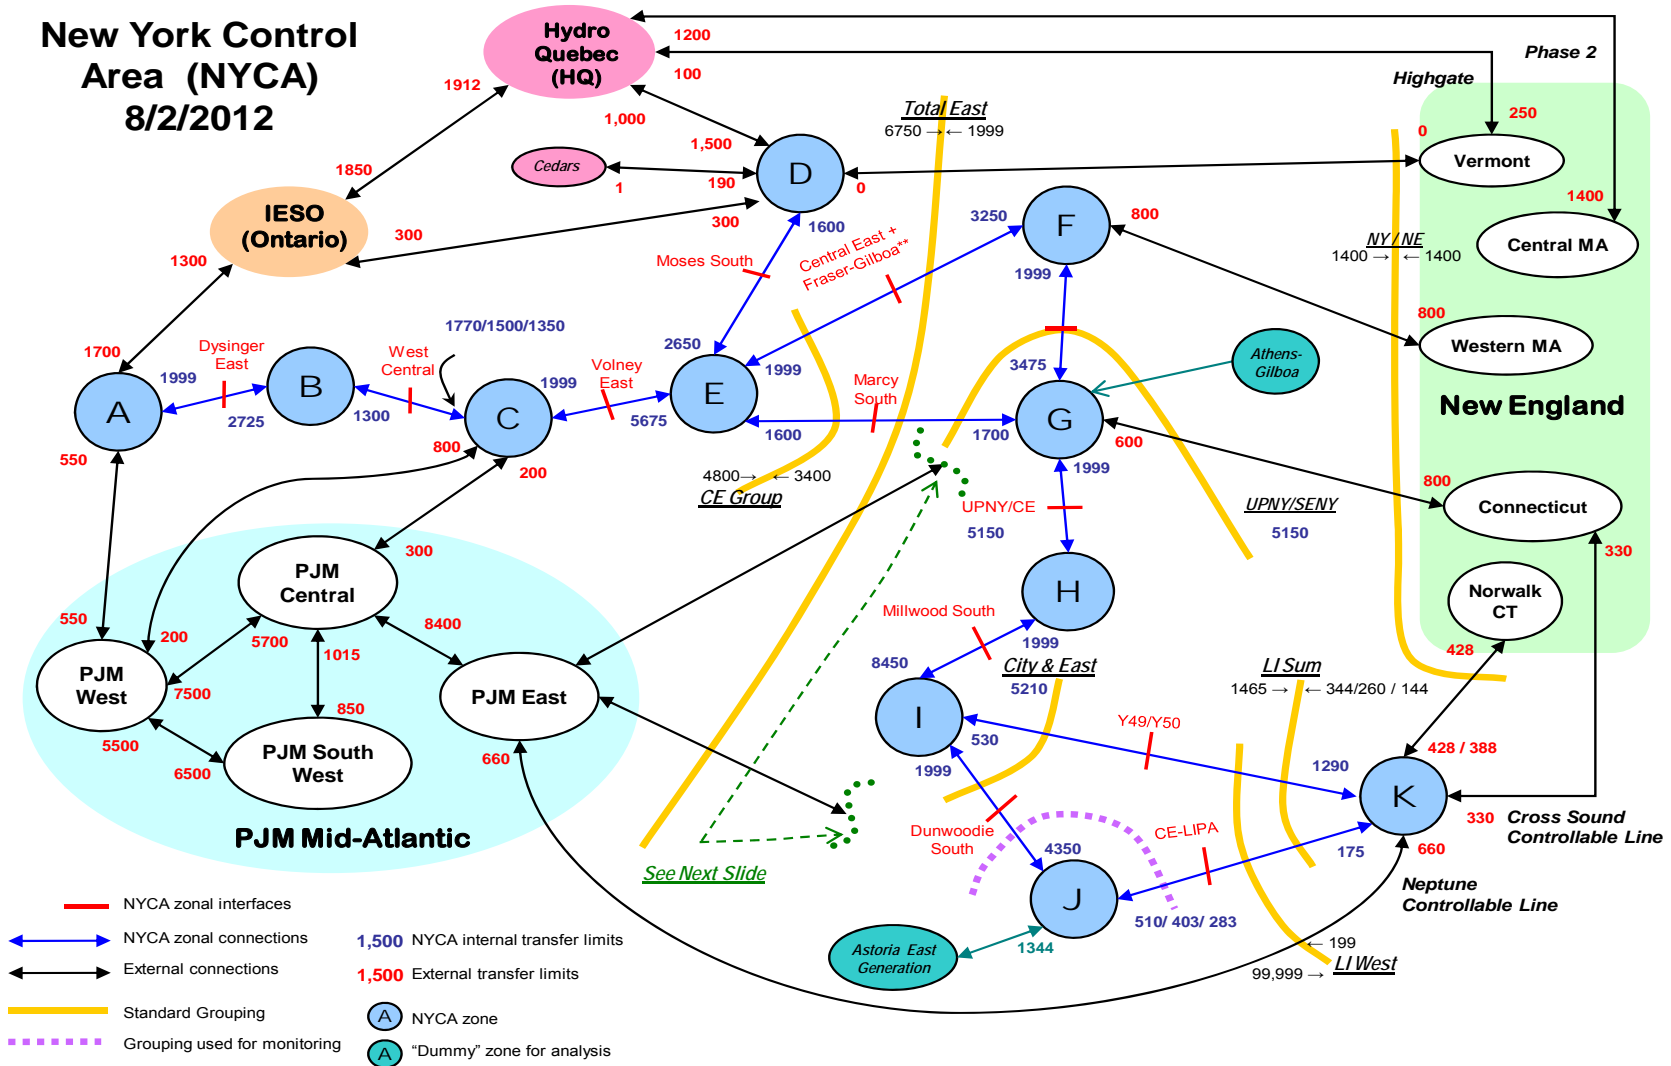 New York Control
Area (NYCA)
8/2/2012
Hydro
Quebec
(HQ)
1200
100
1912
1,000
1,500
Phase 2
Highgate
250
0
Vermont
1400
Central MA
NY / NE
1400 → ← 1400
800
Western MA
New England
800
Connecticut
330
Norwalk
CT
428
Total East
6750 →← 1999
Cedars
1
190
D
0
300
1600
1850
IESO
(Ontario)
300
1300
Moses South
Central East +
Fraser-Gilboa**
3250
F
800
1999
1700
A
1999
Dysinger
East
2725
B
1300
West
Central
1770/1500/1350
C
1999
Volney
East
5675
2650
E
1999
1600
Marcy
South
3475
1700
G
600
1999
Athens-
Gilboa
550
800
200
4800→ ← 3400
CE Group
UPNY/CE
5150
UPNY/SENY
5150
300
PJM
Central
550
200
5700
1015
8400
PJM
West
7500
850
5500
6500
PJM South
West
PJM East
660
PJM Mid-Atlantic
H
Millwood South
1999
8450
City & East
5210
I
530
1999
LI Sum
1465 → ← 344/260 / 144
Y49/Y50
1290
428 / 388
K
330
Cross Sound
Controllable Line
660
175
Neptune
Controllable Line
Dunwoodie
South
4350
CE-LIPA
J
510/ 403/ 283
1344
Astoria East
Generation
← 199
99,999 →
LI West
See Next Slide
NYCA zonal interfaces
NYCA zonal connections
External connections
Standard Grouping
Grouping used for monitoring
1,500 NYCA internal transfer limits
1,500 External transfer limits
A NYCA zone
A “Dummy” zone for analysis